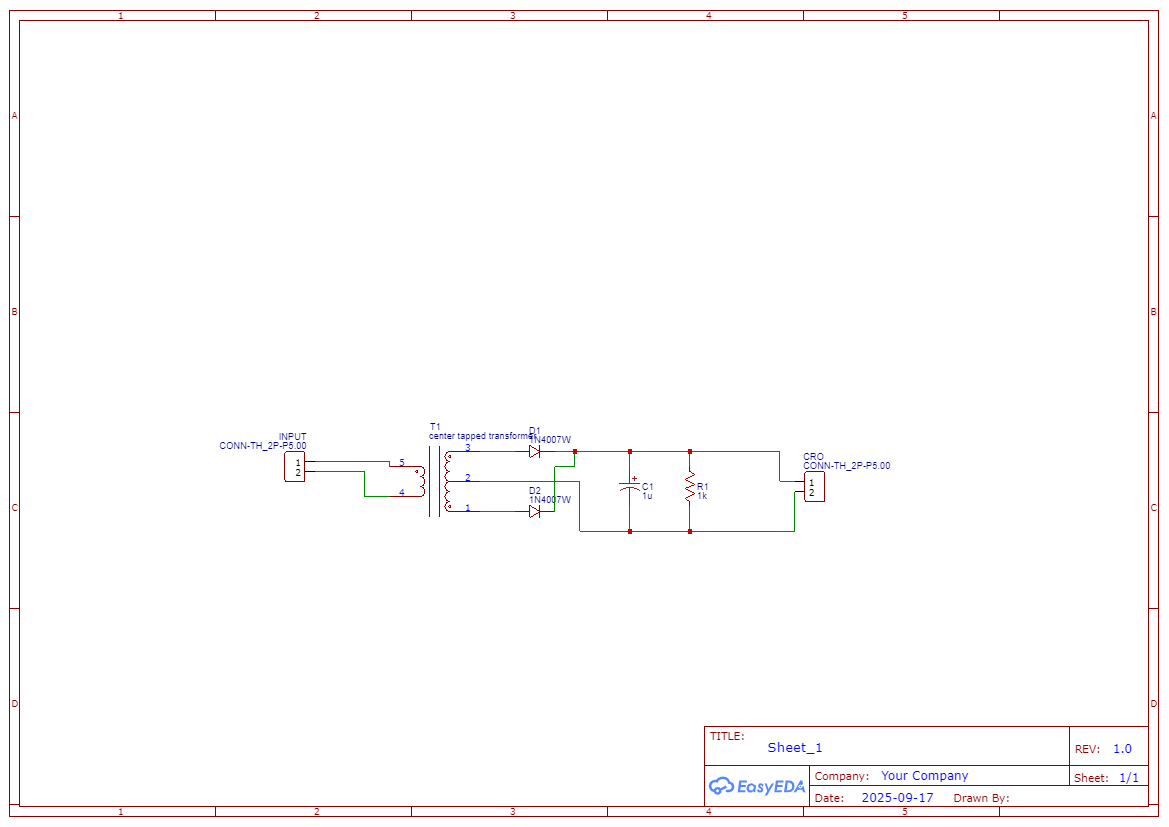 1 2 3 4 5
A A
B B
T1
center tapped transformer
D1
1N4007W
INPUT
CONN-TH_2P-P5.00
1
2
5
4
3
2
1
D2
1N4007W
+
C1
1u
R1
1k
CRO
CONN-TH_2P-P5.00
1
2
C C
D D
TITLE:
Sheet_1
REV: 1.0
EasyEDA
Company: Your Company
Sheet: 1/1
Date: 2025-09-17 Drawn By:
1 2 3 4 5